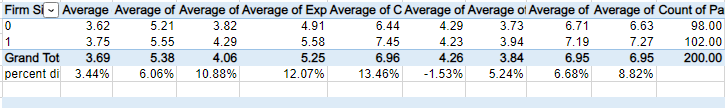 Firm Si Average Average of Average of Average of Exp Average of C Average of Average of Average of Average of Count of Pa
0 3.62 5.21 3.82 4.91 6.44 4.29 3.73 6.71 6.63 98.00
1 3.75 5.55 4.29 5.58 7.45 4.23 3.94 7.19 7.27 102.00
Grand Tot 3.69 5.38 4.06 5.25 6.96 4.26 3.84 6.95 6.95 200.00
percent di 3.44% 6.06% 10.88% 12.07% 13.46% -1.53% 5.24% 6.68% 8.82%